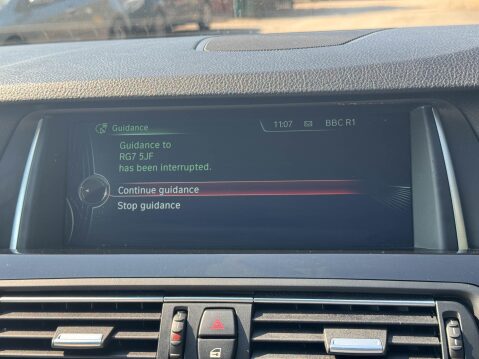 Guidance 11:07 BBC R1
Guidance to
RG7 5JF
has been interrupted.
Continue guidance
Stop guidance